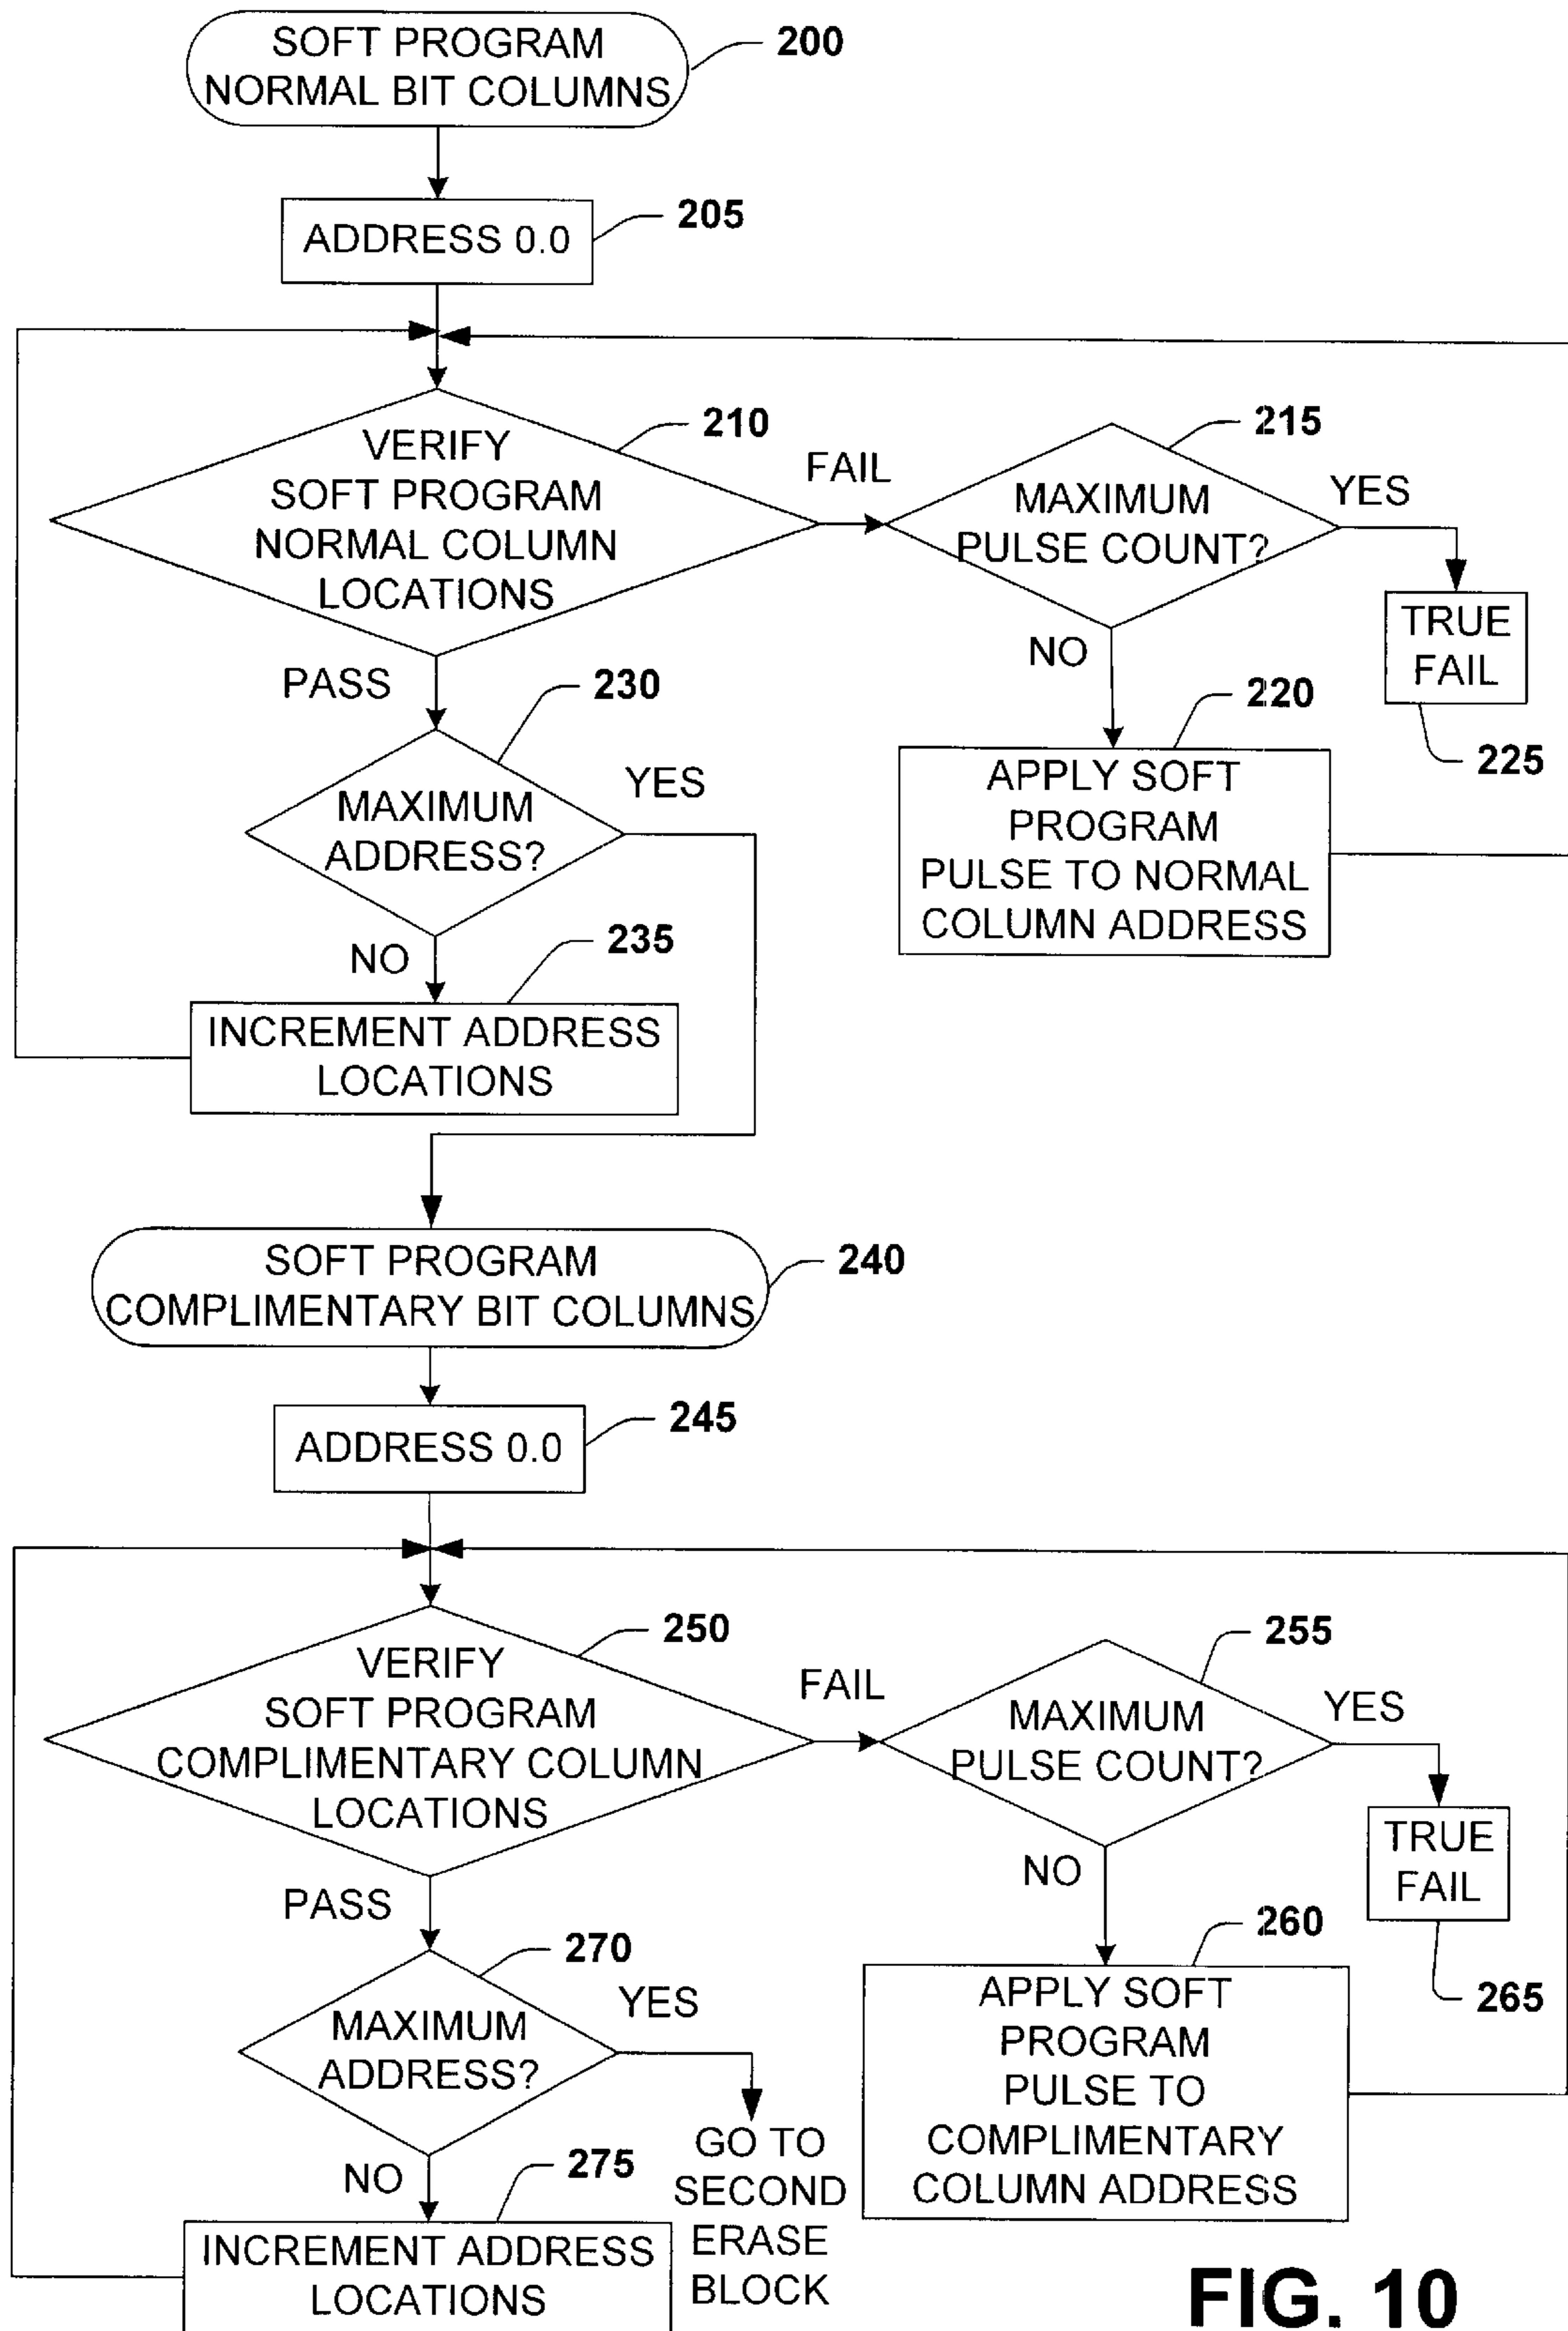 SOFT PROGRAM
NORMAL BIT COLUMNS
200
ADDRESS 0.0
205
VERIFY
SOFT PROGRAM
NORMAL COLUMN
LOCATIONS
210
FAIL
MAXIMUM
PULSE COUNT?
215
YES
TRUE
FAIL
225
NO
APPLY SOFT
PROGRAM
PULSE TO NORMAL
COLUMN ADDRESS
220
PASS
MAXIMUM
ADDRESS?
230
YES
NO
INCREMENT ADDRESS
LOCATIONS
235
SOFT PROGRAM
COMPLIMENTARY BIT COLUMNS
240
ADDRESS 0.0
245
VERIFY
SOFT PROGRAM
COMPLIMENTARY COLUMN
LOCATIONS
250
FAIL
MAXIMUM
PULSE COUNT?
255
YES
TRUE
FAIL
265
NO
APPLY SOFT
PROGRAM
PULSE TO
COMPLIMENTARY
COLUMN ADDRESS
260
PASS
MAXIMUM
ADDRESS?
270
YES
GO TO
SECOND
ERASE
BLOCK
NO
INCREMENT ADDRESS
LOCATIONS
275
FIG. 10